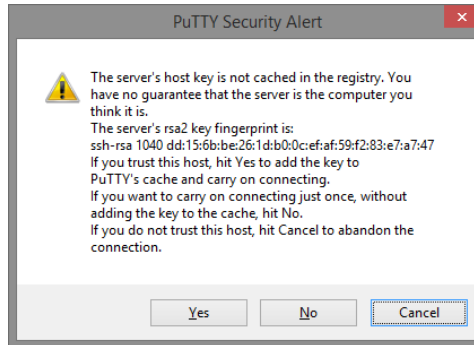 PuTTY Security Alert
The server's host key is not cached in the registry. You
have no guarantee that the server is the computer you
think it is.
The server's rsa2 key fingerprint is:
ssh-rsa 1040 dd:15:6b:be:26:1d:b0:0c:ef:af:59:f2:83:e7:a7:47
If you trust this host, hit Yes to add the key to
PuTTY's cache and carry on connecting.
If you want to carry on connecting just once, without
adding the key to the cache, hit No.
If you do not trust this host, hit Cancel to abandon the
connection.
Yes No Cancel